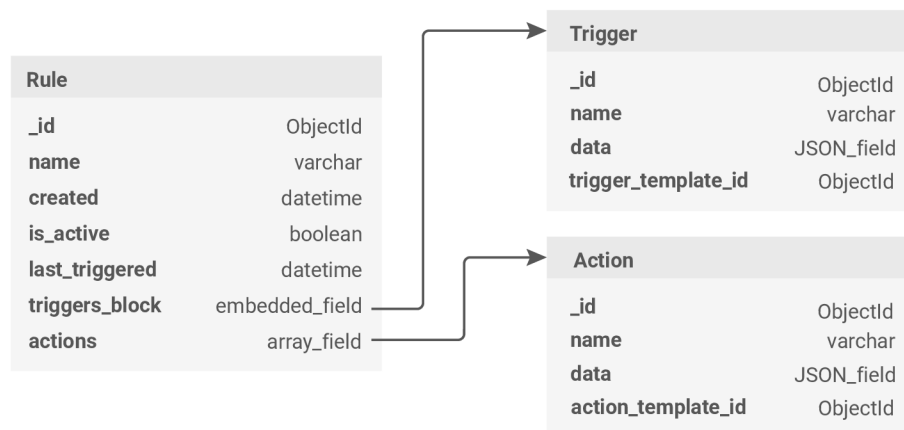 Rule
_id ObjectId
name varchar
created datetime
is_active boolean
last_triggered datetime
triggers_block embedded_field
actions array_field
Trigger
_id ObjectId
name varchar
data JSON_field
trigger_template_id ObjectId
Action
_id ObjectId
name varchar
data JSON_field
action_template_id ObjectId